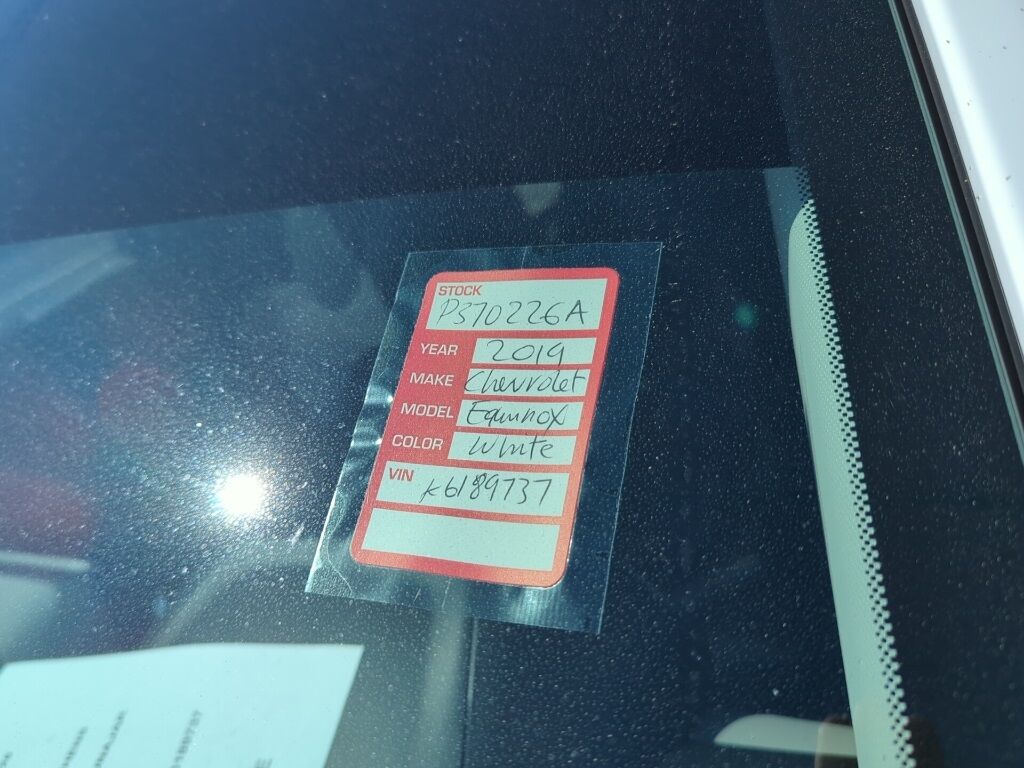 STOCK
P370226A
YEAR 2019
MAKE Chevrolet
MODEL Equinox
COLOR White
VIN
K6189737